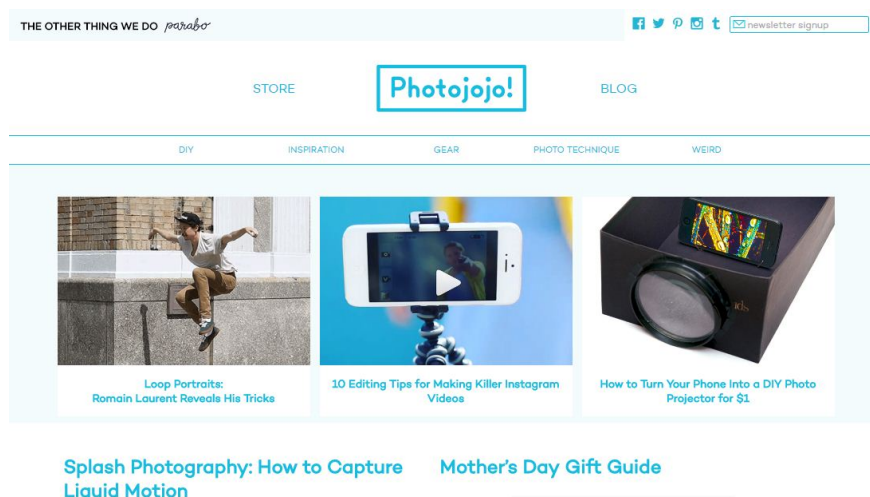 THE OTHER THING WE DO parabo
newsletter signup
STORE
Photojojo!
BLOG
DIY
INSPIRATION
GEAR
PHOTO TECHNIQUE
WEIRD
Loop Portraits:
Romain Laurent Reveals His Tricks
10 Editing Tips for Making Killer Instagram
Videos
How to Turn Your Phone Into a DIY Photo
Projector for $1
Splash Photography: How to Capture
Liquid Motion
Mother's Day Gift Guide